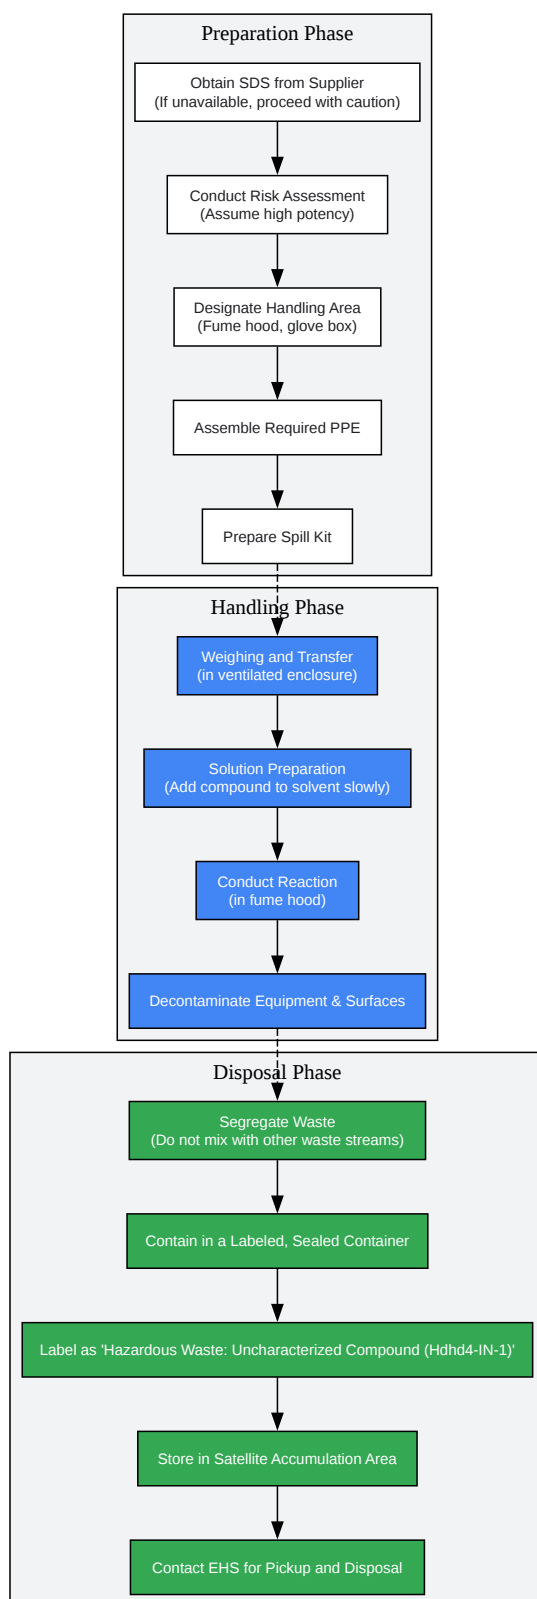 Preparation Phase
Obtain SDS from Supplier
(If unavailable, proceed with caution)
Conduct Risk Assessment
(Assume high potency)
Designate Handling Area
(Fume hood, glove box)
Assemble Required PPE
Prepare Spill Kit
Handling Phase
Weighing and Transfer
(in ventilated enclosure)
Solution Preparation
(Add compound to solvent slowly)
Conduct Reaction
(in fume hood)
Decontaminate Equipment & Surfaces
Disposal Phase
Segregate Waste
(Do not mix with other waste streams)
Contain in a Labeled, Sealed Container
Label as 'Hazardous Waste: Uncharacterized Compound (Hdhd4-IN-1)'
Store in Satellite Accumulation Area
Contact EHS for Pickup and Disposal